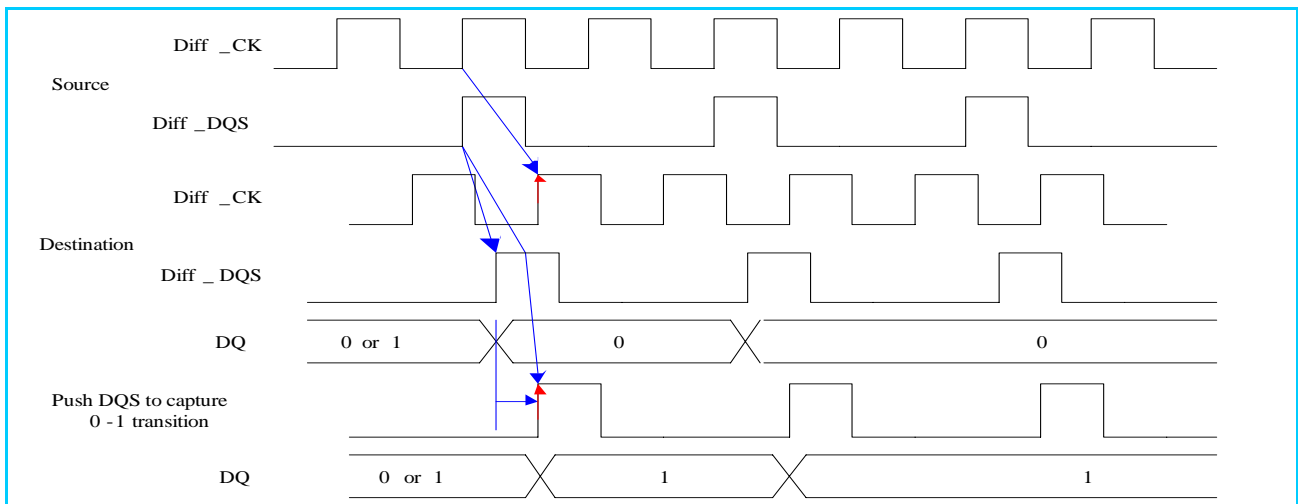 Diff _CK
Source
Diff _DQS
Diff _CK
Destination
Diff _ DQS
DQ
0 or 1
0
0
Push DQS to capture
0 -1 transition
DQ
0 or 1
1
1